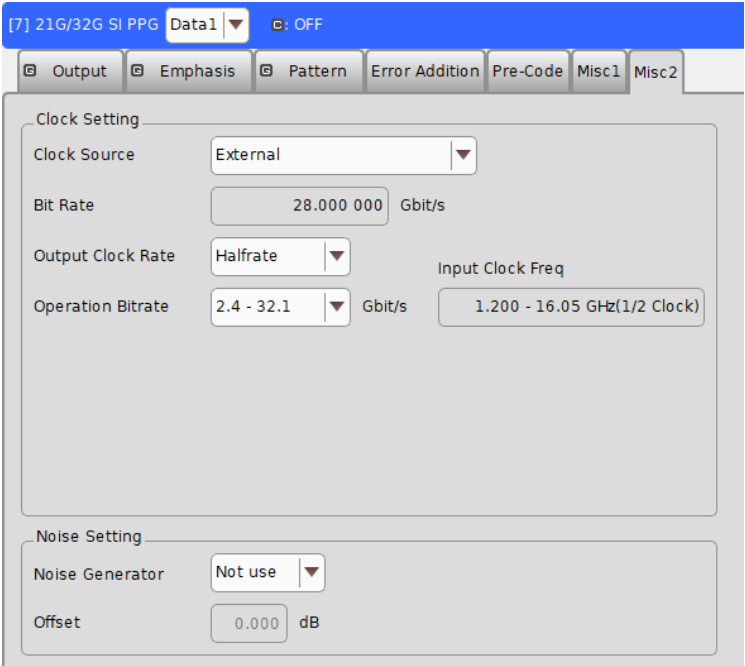 [7] 21G/32G SI PPG Data1 C: OFF
G Output G Emphasis G Pattern Error Addition Pre-Code Misc1 Misc2
Clock Setting
Clock Source External
Bit Rate 28.000 000 Gbit/s
Output Clock Rate Halfrate
Input Clock Freq
Operation Bitrate 2.4 - 32.1 Gbit/s 1.200 - 16.05 GHz(1/2 Clock)
Noise Setting
Noise Generator Not use
Offset 0.000 dB